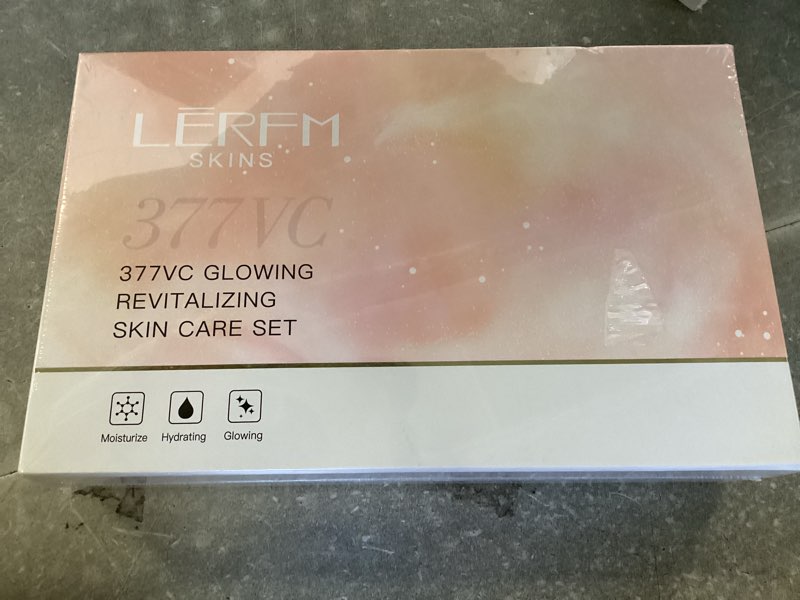 LĒRFM
SKINS
377VC
377VC GLOWING
REVITALIZING
SKIN CARE SET
Moisturize
Hydrating
Glowing